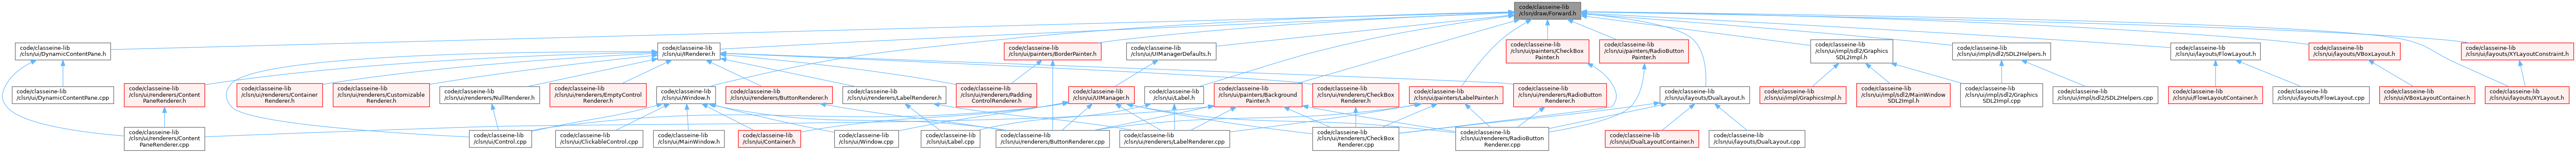 code/classeine-lib
/clsn/draw/Forward.h
code/classeine-lib
/clsn/ui/DynamicContentPane.h
code/classeine-lib
/clsn/ui/IRenderer.h
code/classeine-lib
/clsn/ui/painters/BorderPainter.h
code/classeine-lib
/clsn/ui/UIManagerDefaults.h
code/classeine-lib
/clsn/ui/painters/CheckBox
Painter.h
code/classeine-lib
/clsn/ui/painters/RadioButton
Painter.h
code/classeine-lib
/clsn/ui/impl/sdl2/Graphics
SDL2Impl.h
code/classeine-lib
/clsn/ui/impl/sdl2/SDL2Helpers.h
code/classeine-lib
/clsn/ui/layouts/FlowLayout.h
code/classeine-lib
/clsn/ui/layouts/VBoxLayout.h
code/classeine-lib
/clsn/ui/layouts/XYLayoutConstraint.h
code/classeine-lib
/clsn/ui/DynamicContentPane.cpp
code/classeine-lib
/clsn/ui/renderers/Content
PaneRenderer.h
code/classeine-lib
/clsn/ui/renderers/Container
Renderer.h
code/classeine-lib
/clsn/ui/renderers/Customizable
Renderer.h
code/classeine-lib
/clsn/ui/renderers/NullRenderer.h
code/classeine-lib
/clsn/ui/renderers/EmptyControl
Renderer.h
code/classeine-lib
/clsn/ui/Window.h
code/classeine-lib
/clsn/ui/renderers/ButtonRenderer.h
code/classeine-lib
/clsn/ui/renderers/LabelRenderer.h
code/classeine-lib
/clsn/ui/renderers/Padding
ControlRenderer.h
code/classeine-lib
/clsn/ui/UIManager.h
code/classeine-lib
/clsn/ui/Label.h
code/classeine-lib
/clsn/ui/painters/Background
Painter.h
code/classeine-lib
/clsn/ui/renderers/CheckBox
Renderer.h
code/classeine-lib
/clsn/ui/painters/LabelPainter.h
code/classeine-lib
/clsn/ui/renderers/RadioButton
Renderer.h
code/classeine-lib
/clsn/ui/layouts/DualLayout.h
code/classeine-lib
/clsn/ui/impl/GraphicsImpl.h
code/classeine-lib
/clsn/ui/impl/sdl2/MainWindow
SDL2Impl.h
code/classeine-lib
/clsn/ui/impl/sdl2/Graphics
SDL2Impl.cpp
code/classeine-lib
/clsn/ui/impl/sdl2/SDL2Helpers.cpp
code/classeine-lib
/clsn/ui/FlowLayoutContainer.h
code/classeine-lib
/clsn/ui/layouts/FlowLayout.cpp
code/classeine-lib
/clsn/ui/VBoxLayoutContainer.h
code/classeine-lib
/clsn/ui/layouts/XYLayout.h
code/classeine-lib
/clsn/ui/renderers/Content
PaneRenderer.cpp
code/classeine-lib
/clsn/ui/Control.cpp
code/classeine-lib
/clsn/ui/ClickableControl.cpp
code/classeine-lib
/clsn/ui/MainWindow.h
code/classeine-lib
/clsn/ui/Container.h
code/classeine-lib
/clsn/ui/Window.cpp
code/classeine-lib
/clsn/ui/Label.cpp
code/classeine-lib
/clsn/ui/renderers/ButtonRenderer.cpp
code/classeine-lib
/clsn/ui/renderers/LabelRenderer.cpp
code/classeine-lib
/clsn/ui/renderers/CheckBox
Renderer.cpp
code/classeine-lib
/clsn/ui/renderers/RadioButton
Renderer.cpp
code/classeine-lib
/clsn/ui/DualLayoutContainer.h
code/classeine-lib
/clsn/ui/layouts/DualLayout.cpp